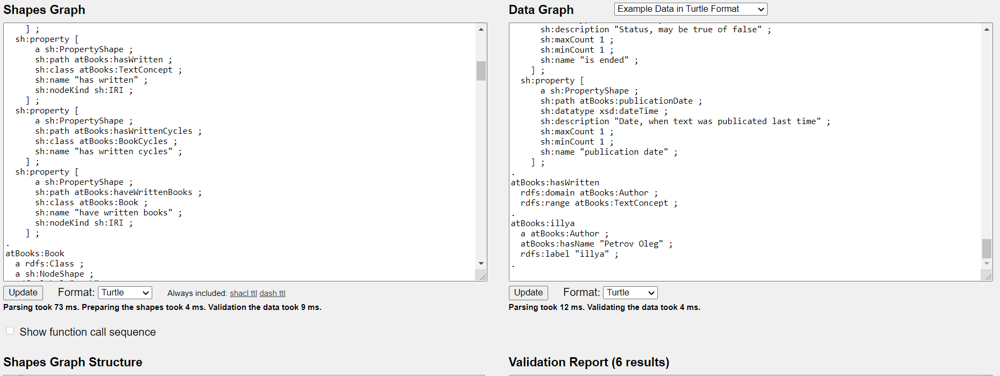 Shapes Graph
] ;
sh:property [
a sh:PropertyShape ;
sh:path atBooks:hasWritten ;
sh:class atBooks:TextConcept ;
sh:name "has written" ;
sh:nodeKind sh:IRI ;
] ;
sh:property [
a sh:PropertyShape ;
sh:path atBooks:hasWrittenCycles ;
sh:class atBooks:BookCycles ;
sh:name "has written cycles" ;
] ;
sh:property [
a sh:PropertyShape ;
sh:path atBooks:haveWrittenBooks ;
sh:class atBooks:Book ;
sh:name "have written books" ;
sh:nodeKind sh:IRI ;
] ;
.
atBooks:Book
a rdfs:Class ;
a sh:NodeShape ;
Update Format: Turtle Always included: shacl.ttl dash.ttl
Parsing took 73 ms. Preparing the shapes took 4 ms. Validation the data took 9 ms.
Show function call sequence
Shapes Graph Structure
Data Graph Example Data in Turtle Format
sh:description "Status, may be true of false" ;
sh:maxCount 1 ;
sh:minCount 1 ;
sh:name "is ended" ;
] ;
sh:property [
a sh:PropertyShape ;
sh:path atBooks:publicationDate ;
sh:datatype xsd:dateTime ;
sh:description "Date, when text was publicated last time" ;
sh:maxCount 1 ;
sh:minCount 1 ;
sh:name "publication date" ;
] ;
.
atBooks:hasWritten
rdfs:domain atBooks:Author ;
rdfs:range atBooks:TextConcept ;
.
atBooks:illya
a atBooks:Author ;
atBooks:hasName "Petrov Oleg" ;
rdfs:label "illya" ;
.
Update Format: Turtle
Parsing took 12 ms. Validating the data took 4 ms.
Validation Report (6 results)